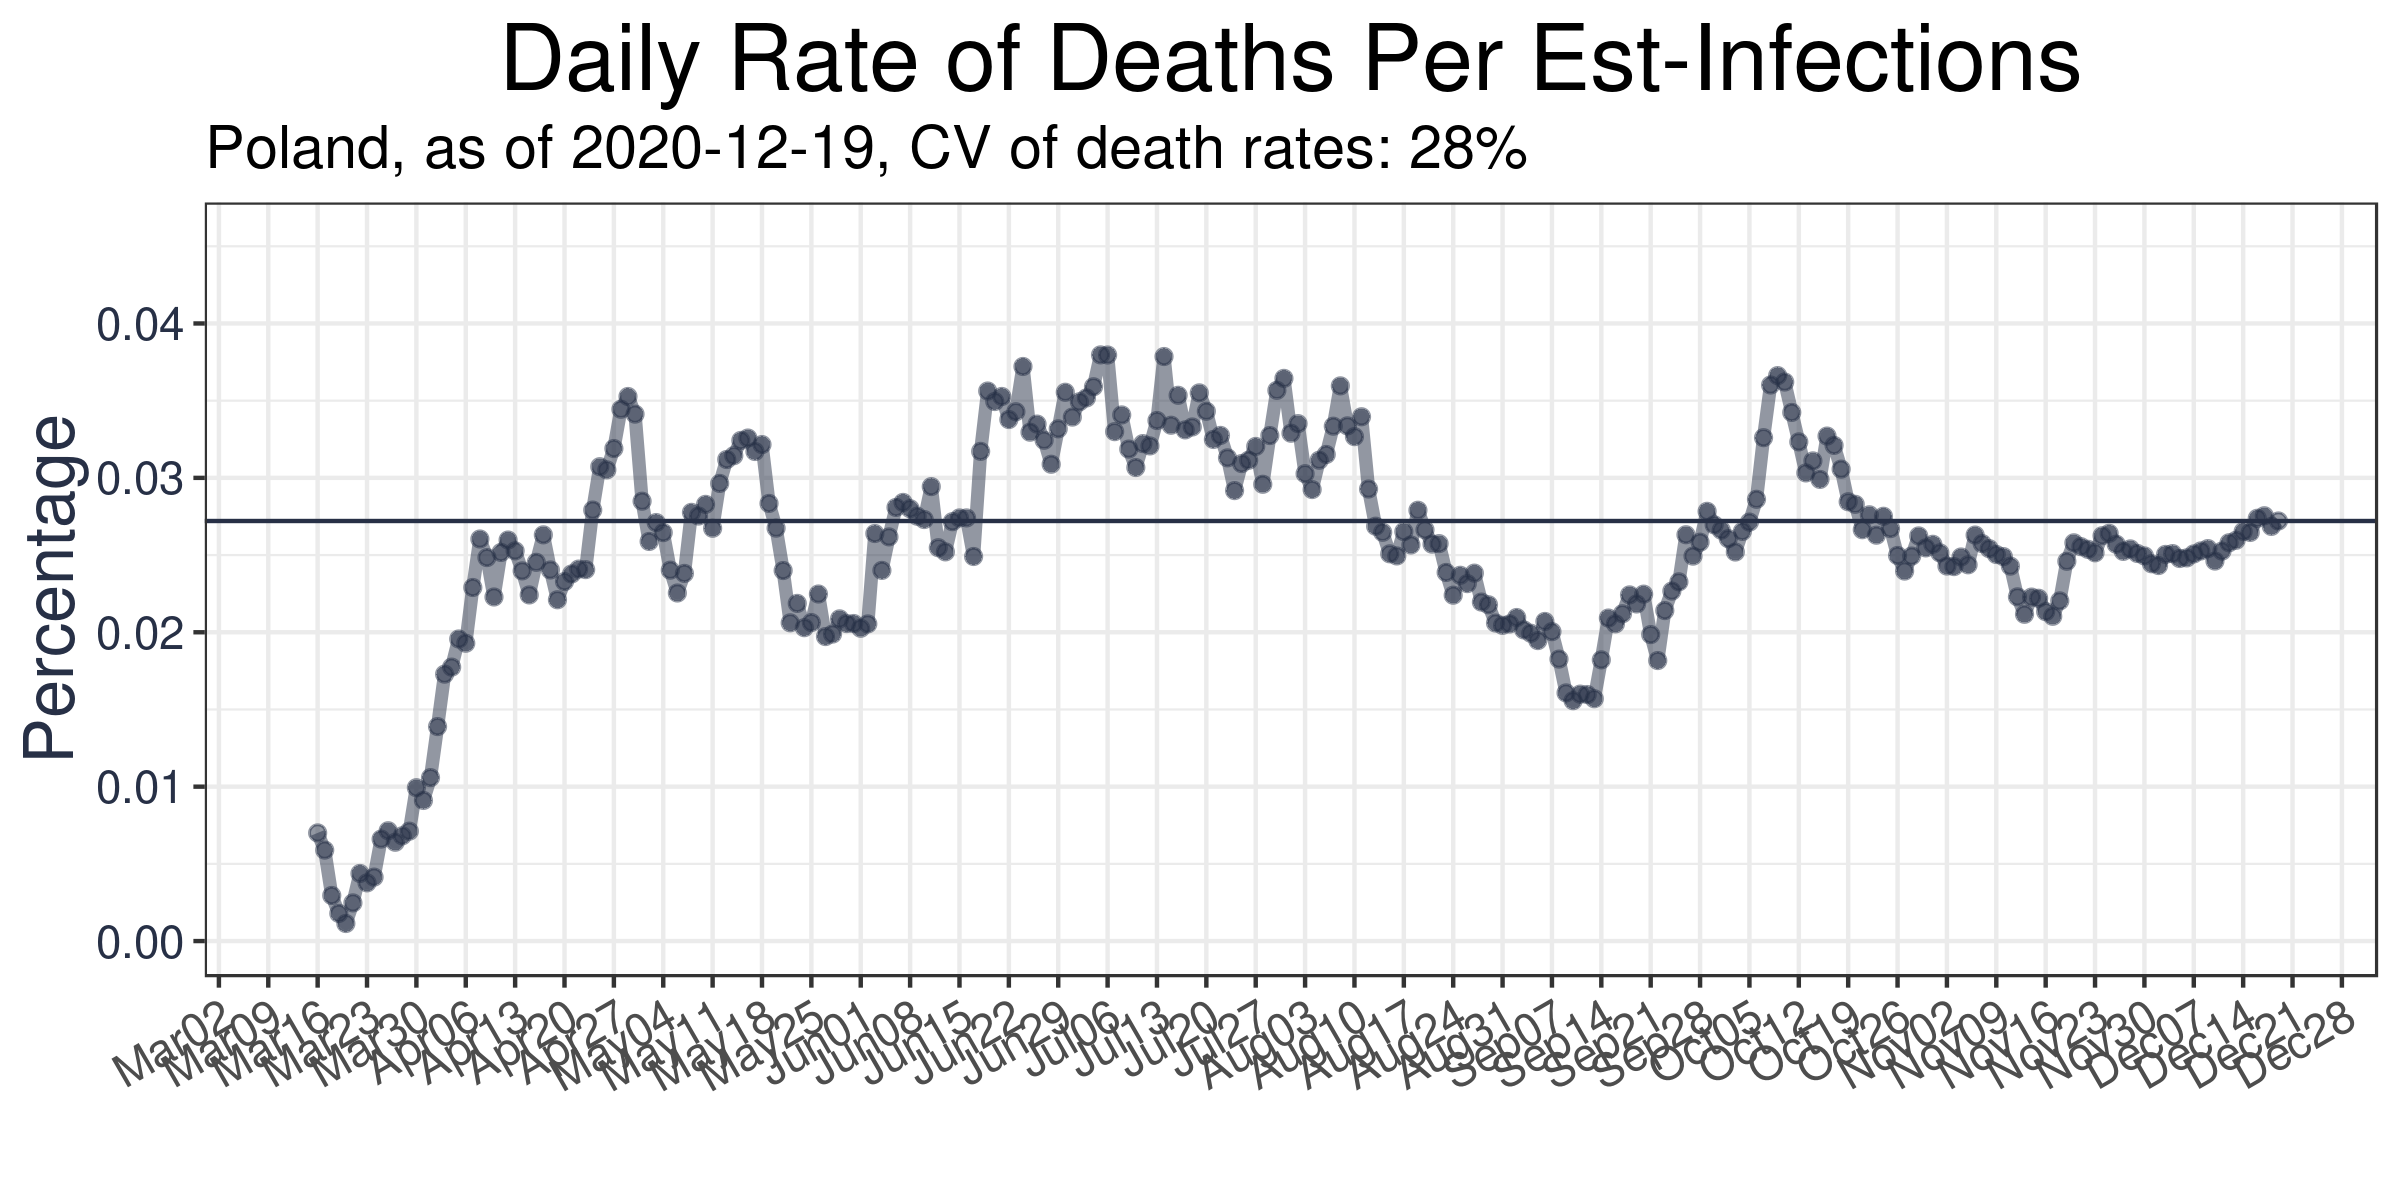 Daily Rate of Deaths Per Est-Infections
Poland, as of 2020-12-19, CV of death rates: 28%
Percentage
0.04
0.03
0.02
0.01
0.00
Mar02
Mar09
Mar16
Mar23
Mar30
Apr06
Apr13
Apr20
Apr27
May04
May11
May18
May25
Jun01
Jun08
Jun15
Jun22
Jun29
Jul06
Jul13
Jul20
Jul27
Aug03
Aug10
Aug17
Aug24
Aug31
Sep07
Sep14
Sep21
Sep28
Oct05
Oct12
Oct19
Oct26
Nov02
Nov09
Nov16
Nov23
Nov30
Dec07
Dec14
Dec21
Dec28